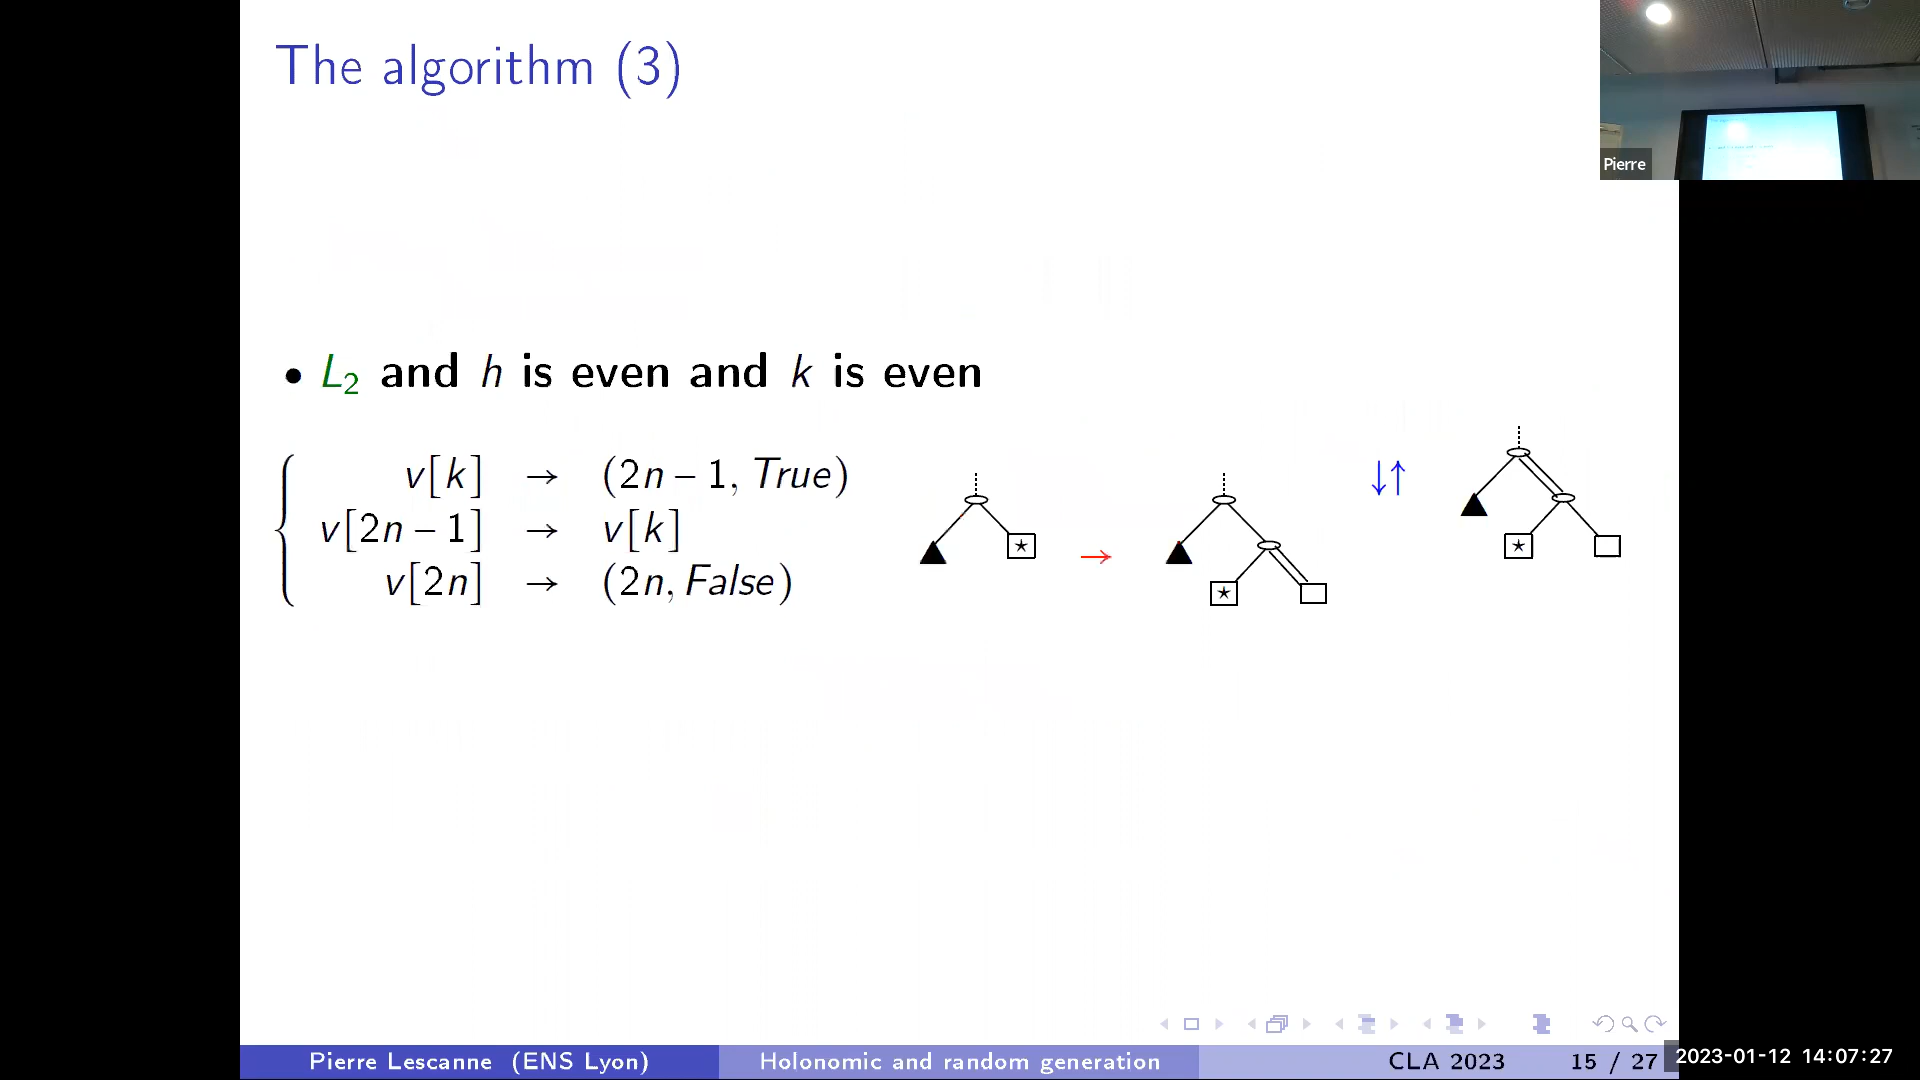 The algorithm (3)
Pierre
• L₂ and h is even and k is even
v[k] → (2n − 1, True)
v[2n − 1] → v[k]
v[2n] → (2n, False)
→
↓↑
Pierre Lescanne (ENS Lyon)
Holonomic and random generation
CLA 2023
15 / 27
2023-01-12 14:07:27